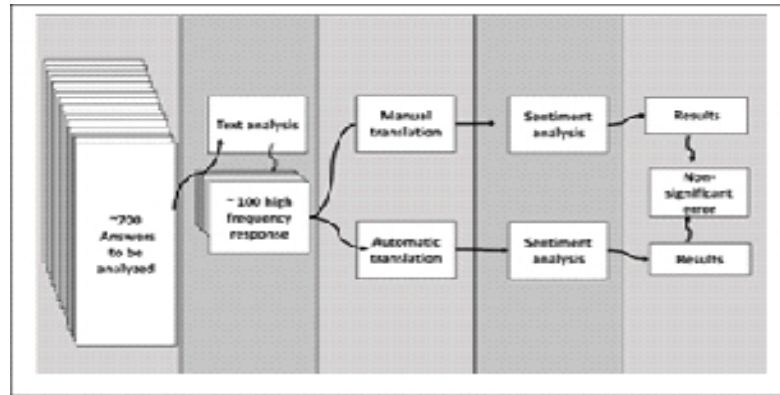 ~700
Answers
to be
analyzed
Text analysis
~ 100 high
frequency
response
Manual
translation
Automatic
translation
Sentiment
analysis
Sentiment
analysis
Results
Non-
significant
error
Results